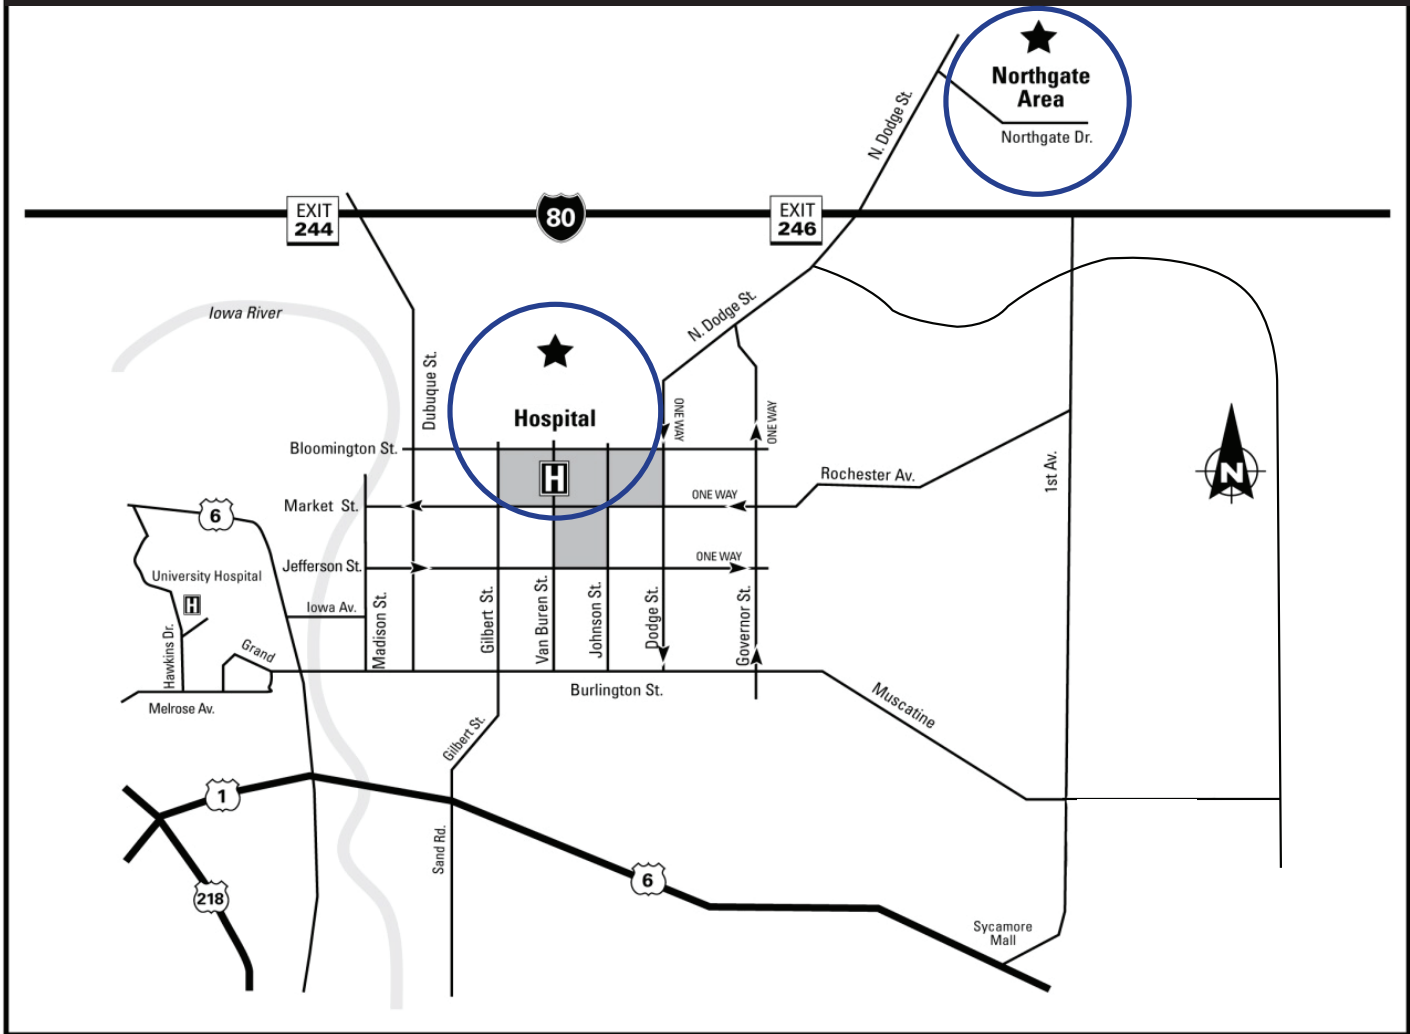 Northgate
Area
Northgate Dr.
N. Dodge St.
EXIT
244
80
EXIT
246
Iowa River
N. Dodge St.
Dubuque St.
Hospital
ONE WAY
ONE WAY
Bloomington St.
H
Rochester Av.
1st Av.
N
Market St.
ONE WAY
6
Jefferson St.
ONE WAY
University Hospital
H
Iowa Av.
Madison St.
Gilbert St.
Van Buren St.
Johnson St.
Dodge St.
Governor St.
Hawkins Dr.
Grand
Melrose Av.
Burlington St.
Muscatine
Gilbert St.
1
Sand Rd.
6
218
Sycamore
Mall